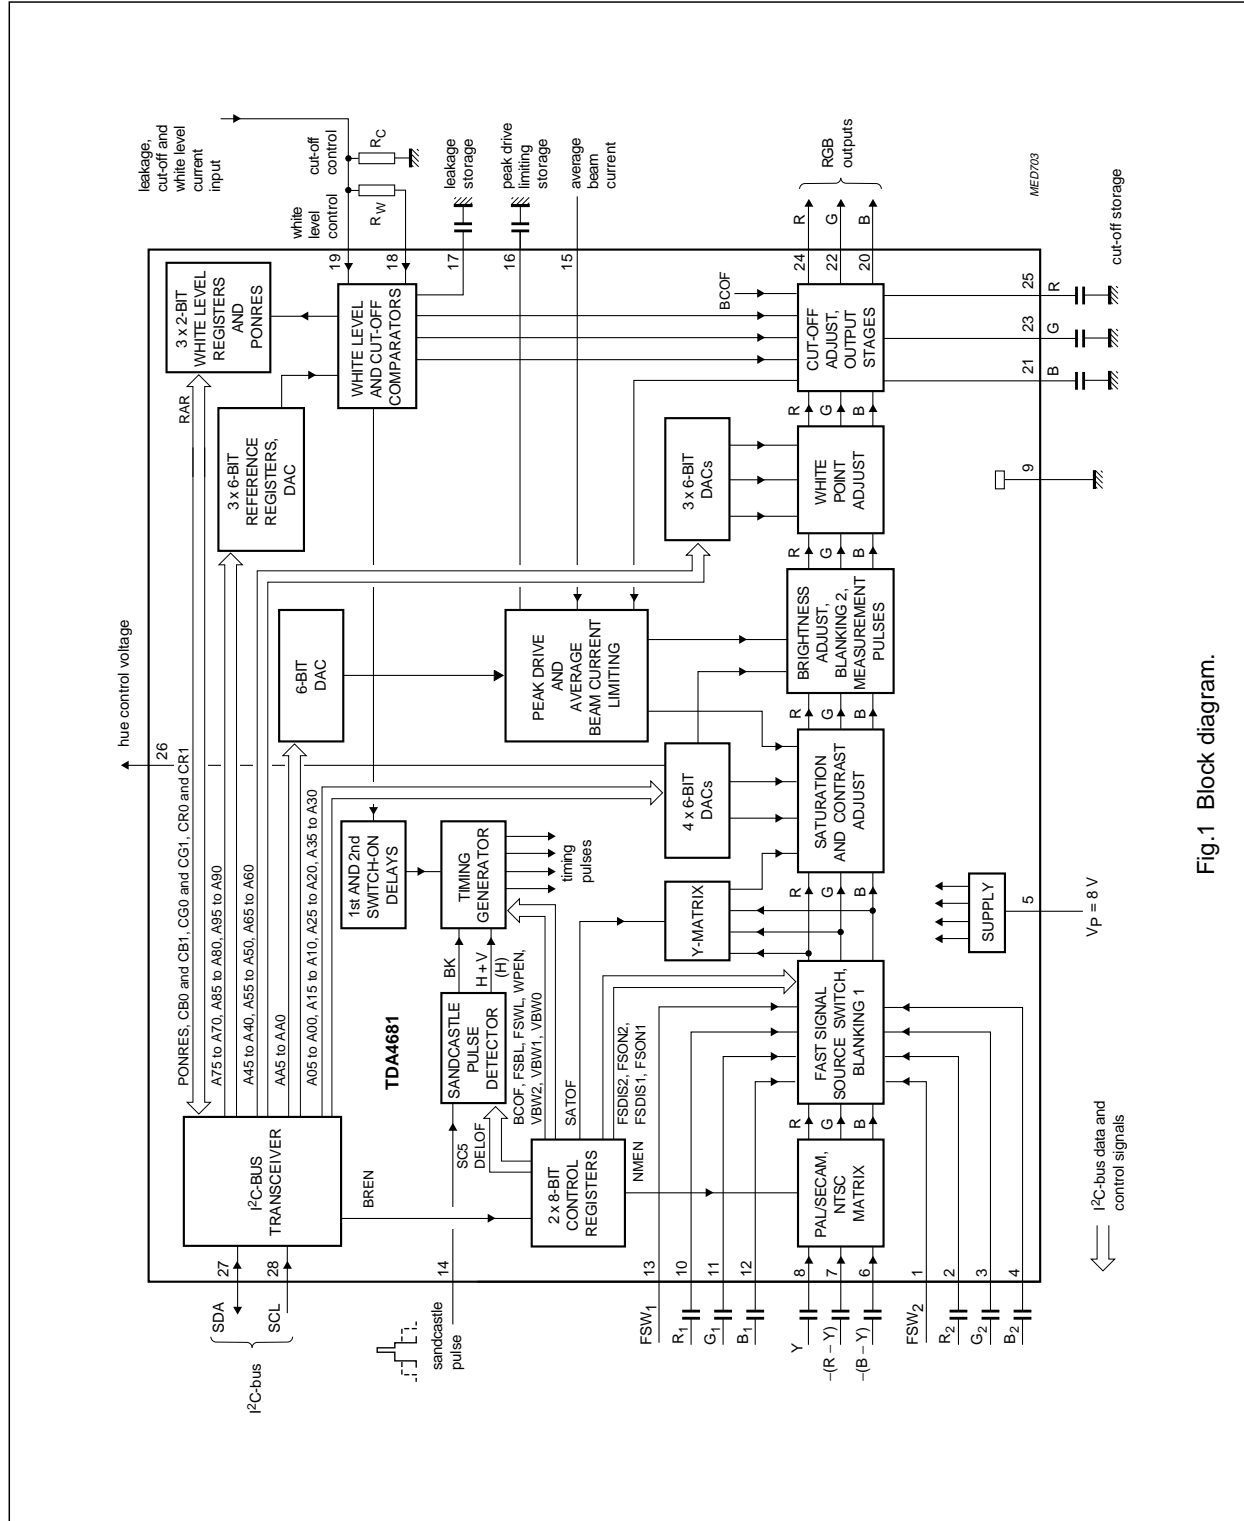 leakage,
cut-off and
white level
current
input
white
level
control
cut-off
control
RW
RC
leakage
storage
peak drive
limiting
storage
average
beam
current
hue control voltage
26
19
18
17
16
15
3 x 2-BIT
WHITE LEVEL
REGISTERS
AND
PONRES
RAR
3 x 6-BIT
REFERENCE
REGISTERS,
DAC
WHITE LEVEL
AND CUT-OFF
COMPARATORS
I2C-bus
SDA
SCL
27
28
I2C-BUS
TRANSCEIVER
PONRES, CB0 and CB1, CG0 and CG1, CR0 and CR1
A75 to A70, A85 to A80, A95 to A90
A45 to A40, A55 to A50, A65 to A60
AA5 to AA0
A05 to A00, A15 to A10, A25 to A20, A35 to A30
6-BIT
DAC
BREN
TDA4681
1st AND 2nd
SWITCH-ON
DELAYS
sandcastle
pulse
14
SC5
DELOF
SANDCASTLE
PULSE
DETECTOR
BK
H + V
(H)
TIMING
GENERATOR
timing
pulses
PEAK DRIVE
AND
AVERAGE
BEAM CURRENT
LIMITING
2 x 8-BIT
CONTROL
REGISTERS
BCOF, FSBL, FSWL, WPEN,
VBW2, VBW1, VBW0
SATOF
FSDIS2, FSON2,
FSDIS1, FSON1
NMEN
Y-MATRIX
4 x 6-BIT
DACs
3 x 6-BIT
DACs
BCOF
FSW1
13
R1
10
G1
11
B1
12
Y
8
–(R – Y)
7
–(B – Y)
6
FSW2
1
R2
2
G2
3
B2
4
PAL/SECAM,
NTSC
MATRIX
R
G
B
FAST SIGNAL
SOURCE SWITCH,
BLANKING 1
R
G
B
SATURATION
AND CONTRAST
ADJUST
R
G
B
BRIGHTNESS
ADJUST,
BLANKING 2,
MEASUREMENT
PULSES
R
G
B
WHITE
POINT
ADJUST
R
G
B
CUT-OFF
ADJUST,
OUTPUT
STAGES
24
22
20
R
G
B
RGB
outputs
SUPPLY
5
VP = 8 V
9
21
23
25
B
G
R
cut-off storage
I2C-bus data and
control signals
MED703
Fig.1 Block diagram.